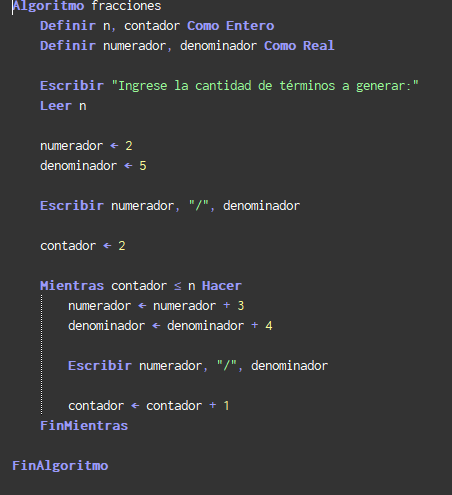 Algoritmo fracciones
Definir n, contador Como Entero
Definir numerador, denominador Como Real
Escribir "Ingrese la cantidad de términos a generar:"
Leer n
numerador ← 2
denominador ← 5
Escribir numerador, "/", denominador
contador ← 2
Mientras contador ≤ n Hacer
numerador ← numerador + 3
denominador ← denominador + 4
Escribir numerador, "/", denominador
contador ← contador + 1
FinMientras
FinAlgoritmo